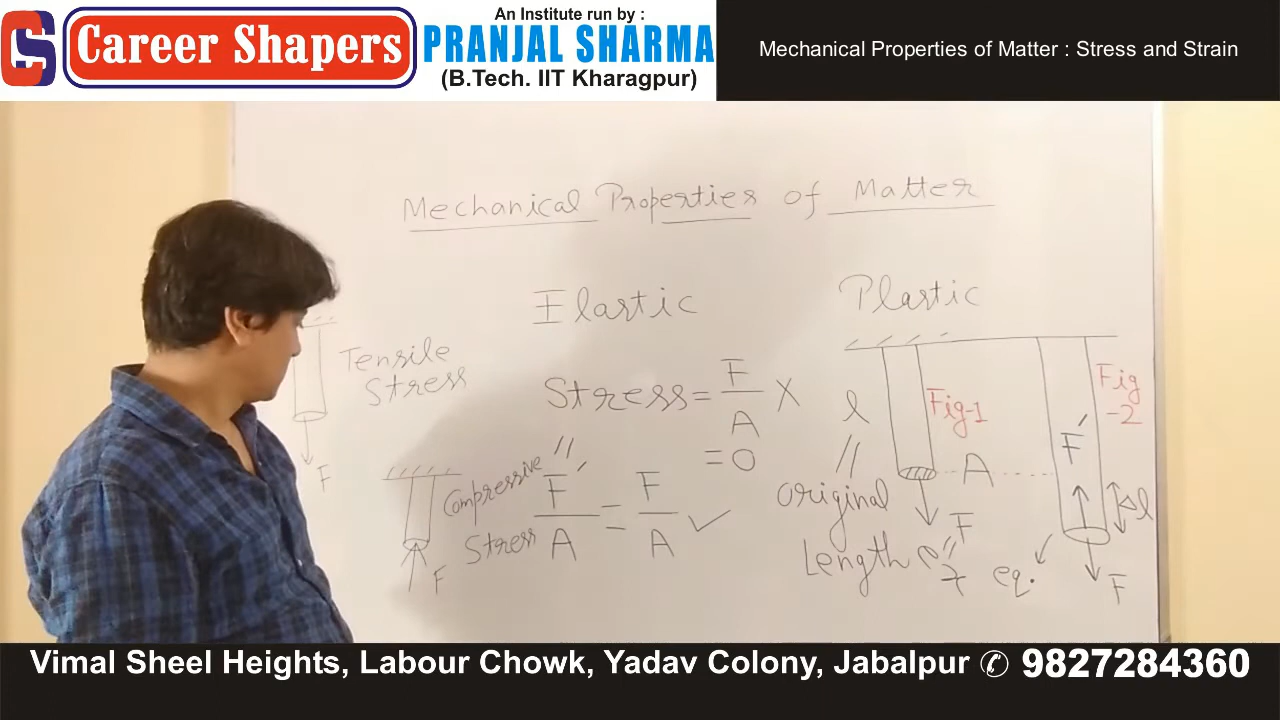 CS
Career Shapers
An Institute run by :
PRANJAL SHARMA
(B.Tech. IIT Kharagpur)
Mechanical Properties of Matter : Stress and Strain
Mechanical Properties of Matter
Elastic
Plastic
Tensile
Stress
F
Stress = F/A X
= 0
//
Compressive
Stress
F
F′/A = F/A ✓
l
//
Original
Length
Fig-1
A
F
eq.
Fig
-2
F′
Δl
F
Vimal Sheel Heights, Labour Chowk, Yadav Colony, Jabalpur ✆ 9827284360